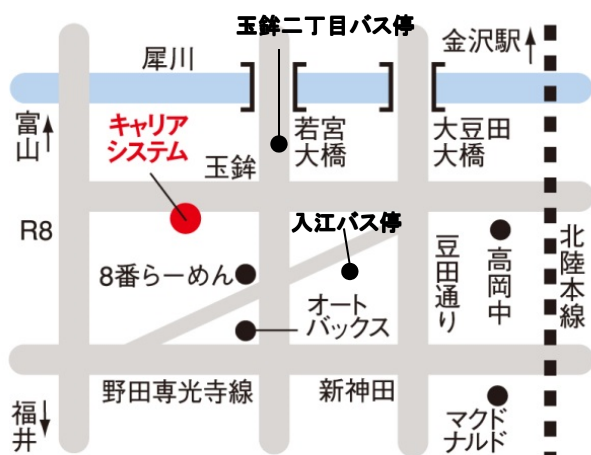 玉鉾二丁目バス停
金沢駅
犀川
富山
キャリア
システム
若宮
大橋
大豆田
大橋
玉鉾
R8
入江バス停
8番らーめん
豆田通り
高岡中
北陸本線
オート
バックス
野田専光寺線
新神田
福井
マクド
ナルド